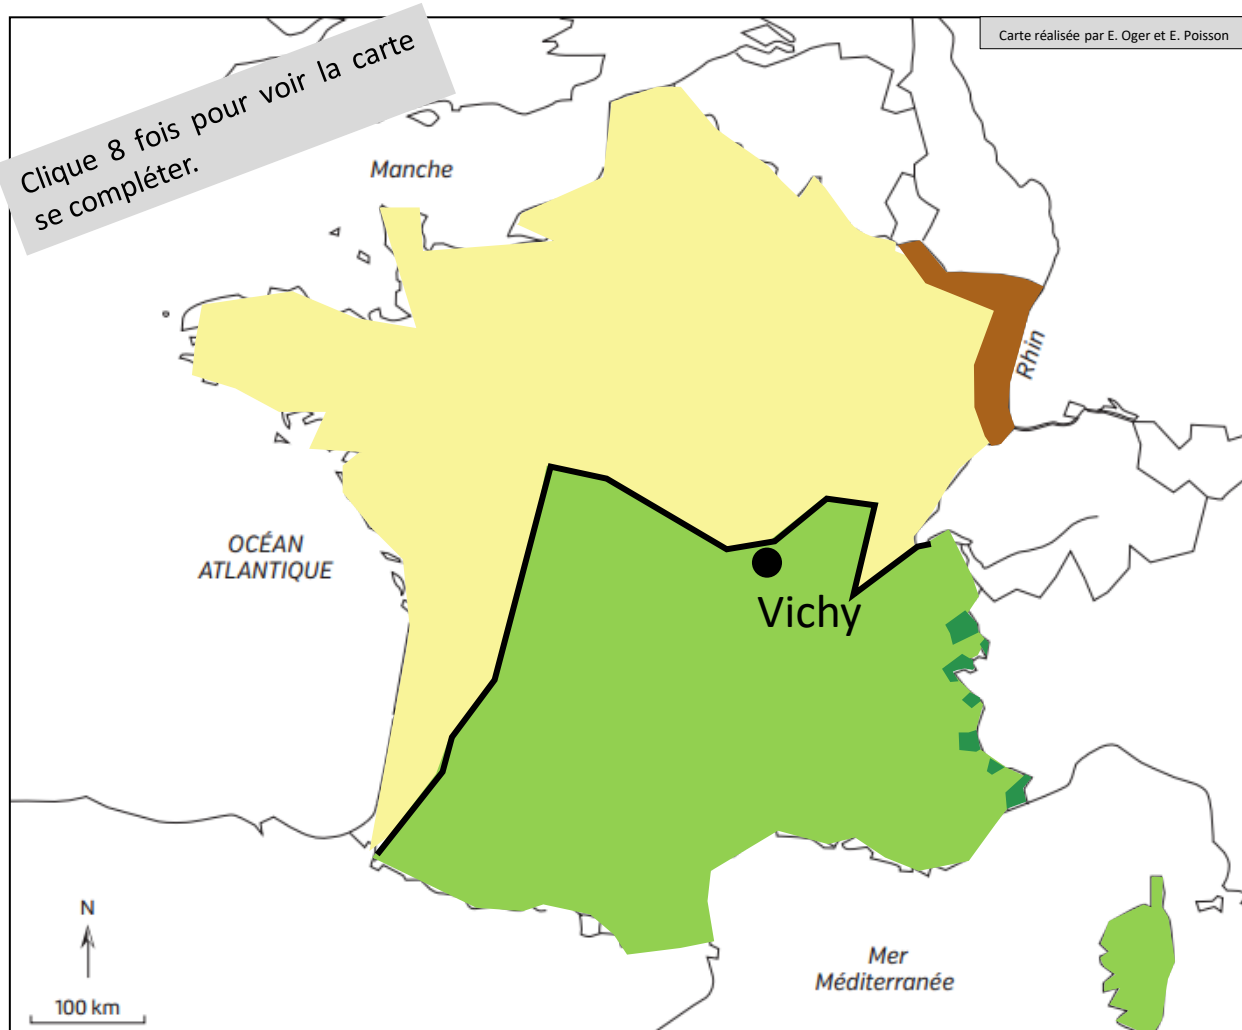 Carte réalisée par E. Oger et E. Poisson
Clique 8 fois pour voir la carte
se compléter.
Manche
Rhin
OCÉAN
ATLANTIQUE
Vichy
N
100 km
Mer
Méditerranée